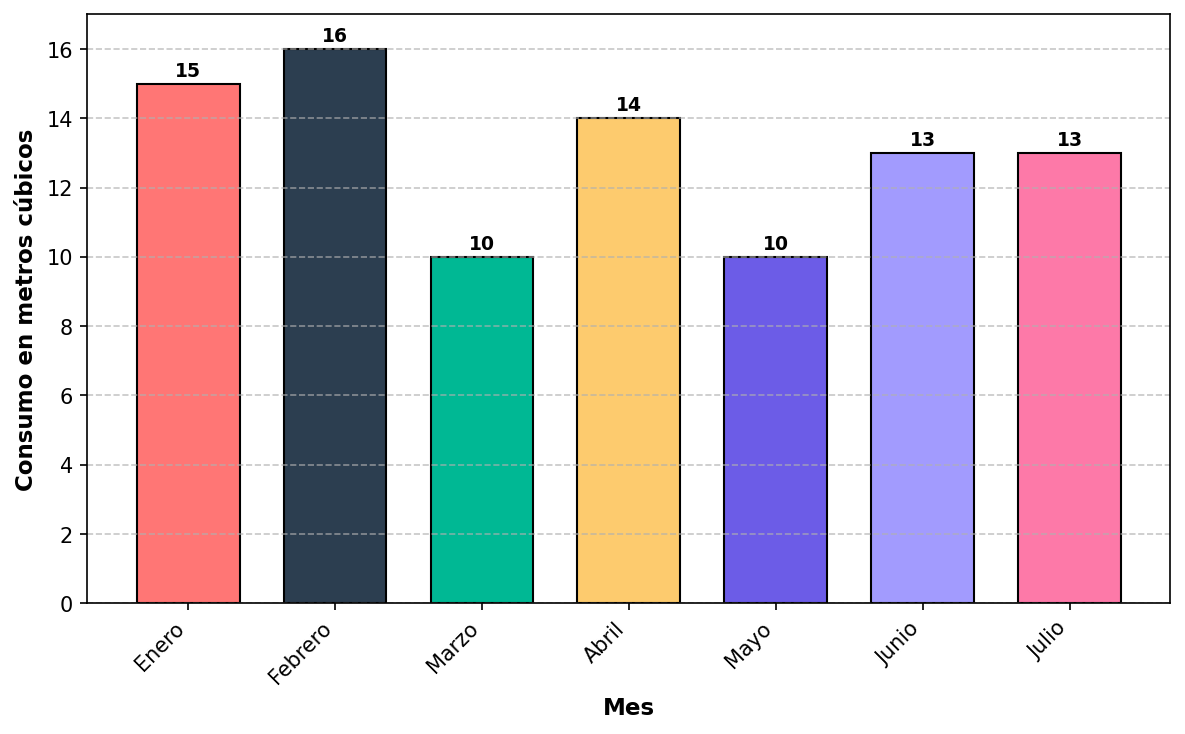 Consumo en metros cúbicos
16
14
12
10
8
6
4
2
0
15
16
10
14
10
13
13
Enero
Febrero
Marzo
Abril
Mayo
Junio
Julio
Mes